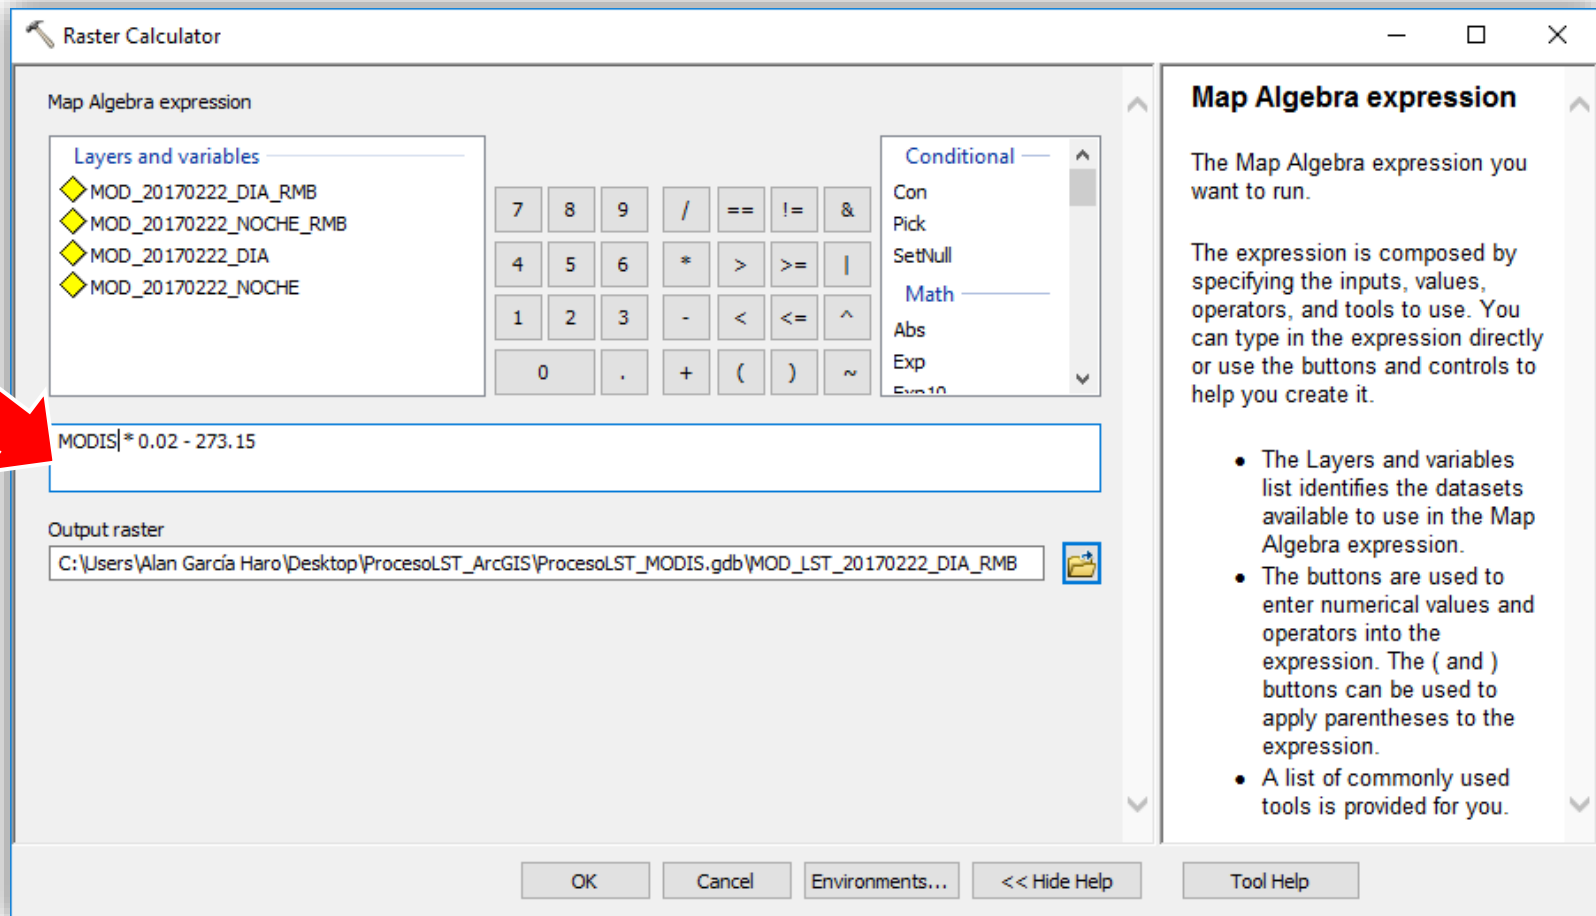 Raster Calculator
Map Algebra expression
Layers and variables
MOD_20170222_DIA_RMB
MOD_20170222_NOCHE_RMB
MOD_20170222_DIA
MOD_20170222_NOCHE
7 8 9 / == != &
4 5 6 * > >= |
1 2 3 - < <= ^
0 . + ( ) ~
Conditional
Con
Pick
SetNull
Math
Abs
Exp
Exp10
MODIS * 0.02 - 273.15
Output raster
C:\Users\Alan García Haro\Desktop\ProcesoLST_ArcGIS\ProcesoLST_MODIS.gdb\MOD_LST_20170222_DIA_RMB
Map Algebra expression
The Map Algebra expression you
want to run.
The expression is composed by
specifying the inputs, values,
operators, and tools to use. You
can type in the expression directly
or use the buttons and controls to
help you create it.
• The Layers and variables
list identifies the datasets
available to use in the Map
Algebra expression.
• The buttons are used to
enter numerical values and
operators into the
expression. The ( and )
buttons can be used to
apply parentheses to the
expression.
• A list of commonly used
tools is provided for you.
OK
Cancel
Environments...
<< Hide Help
Tool Help